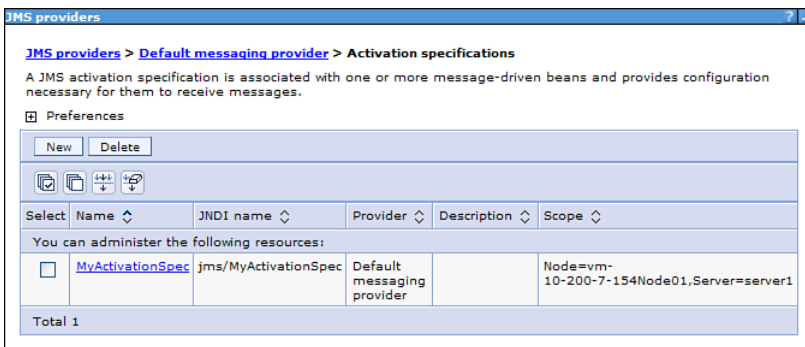 JMS providers ?
JMS providers > Default messaging provider > Activation specifications
A JMS activation specification is associated with one or more message-driven beans and provides configuration
necessary for them to receive messages.
Preferences
New Delete
Select Name JNDI name Provider Description Scope
You can administer the following resources:
MyActivationSpec jms/MyActivationSpec Default messaging provider Node=vm-10-200-7-154Node01,Server=server1
Total 1